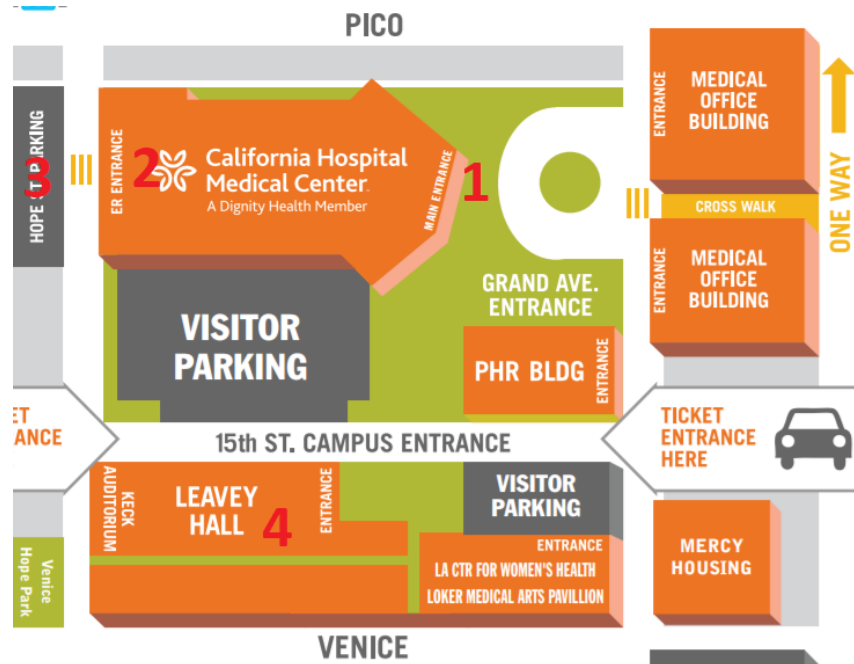 PICO
HOPE ST. PARKING
3
ER ENTRANCE
2
California Hospital
Medical Center
A Dignity Health Member
MAIN ENTRANCE
1
ENTRANCE
MEDICAL
OFFICE
BUILDING
CROSS WALK
ONE WAY
ENTRANCE
MEDICAL
OFFICE
BUILDING
GRAND AVE.
ENTRANCE
VISITOR
PARKING
PHR BLDG
ENTRANCE
ET
ANCE
15th ST. CAMPUS ENTRANCE
TICKET
ENTRANCE
HERE
KECK
AUDITORIUM
LEAVEY
HALL
4
ENTRANCE
VISITOR
PARKING
ENTRANCE
LA CTR FOR WOMEN'S HEALTH
LOKER MEDICAL ARTS PAVILLION
MERCY
HOUSING
Venice
Hope Park
VENICE